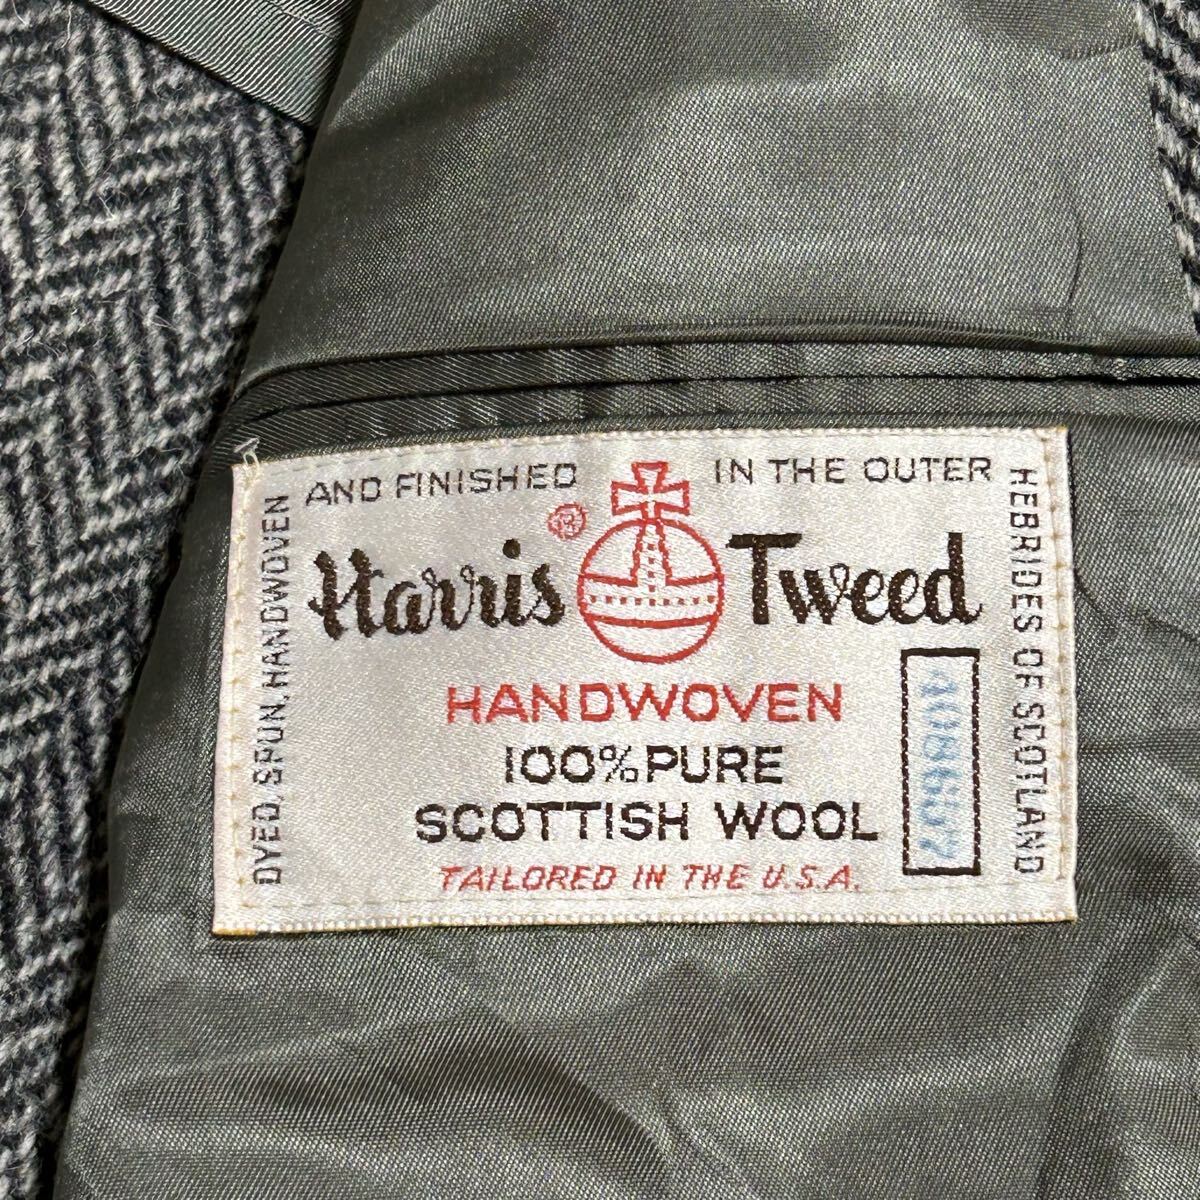 DYED, SPUN, HANDWOVEN
AND FINISHED
IN THE OUTER
HEBRIDES OF SCOTLAND
Harris® Tweed
HANDWOVEN
100% PURE
SCOTTISH WOOL
TAILORED IN THE U.S.A.